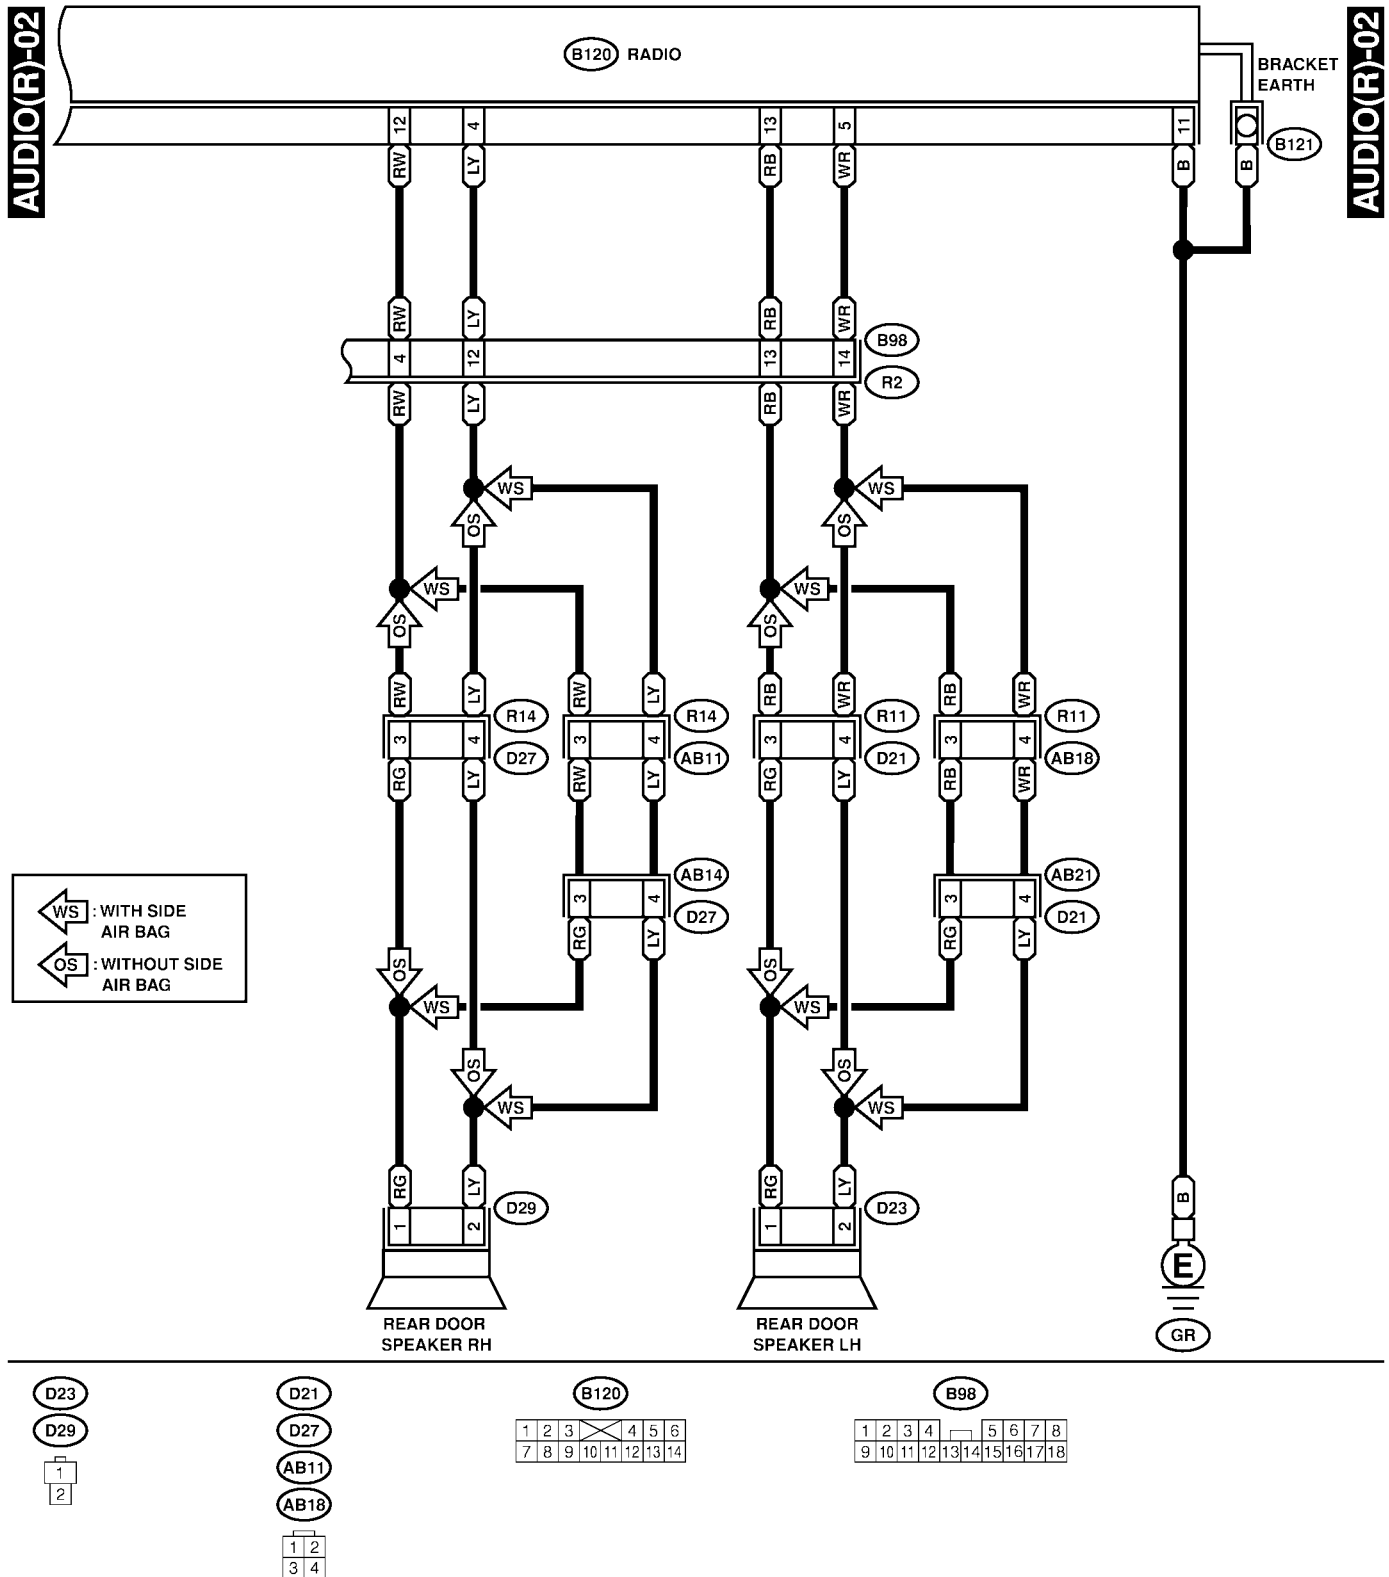 AUDIO(R)-02
AUDIO(R)-02
B120 RADIO
BRACKET
EARTH
12 4 13 5 11
B121
RW LY RB WR B B
RW LY RB WR
B98
4 12 13 14
R2
RW LY RB WR
WS WS
OS OS
WS WS
OS OS
RW LY RW LY RB WR RB WR
R14 R14 R11 R11
3 4 3 4 3 4 3 4
D27 AB11 D21 AB18
RG LY RW LY RG LY RB WR
AB14 AB21
3 4 3 4
D27 D21
RG LY RG LY
WS : WITH SIDE
AIR BAG
OS : WITHOUT SIDE
AIR BAG
OS OS
WS WS
OS OS
WS WS
RG LY RG LY B
D29 D23
1 2 1 2
E
REAR DOOR
SPEAKER RH
REAR DOOR
SPEAKER LH
GR
D23
D29
1
2
D21
D27
AB11
AB18
1 2
3 4
B120
1 2 3 4 5 6
7 8 9 10 11 12 13 14
B98
1 2 3 4 5 6 7 8
9 10 11 12 13 14 15 16 17 18